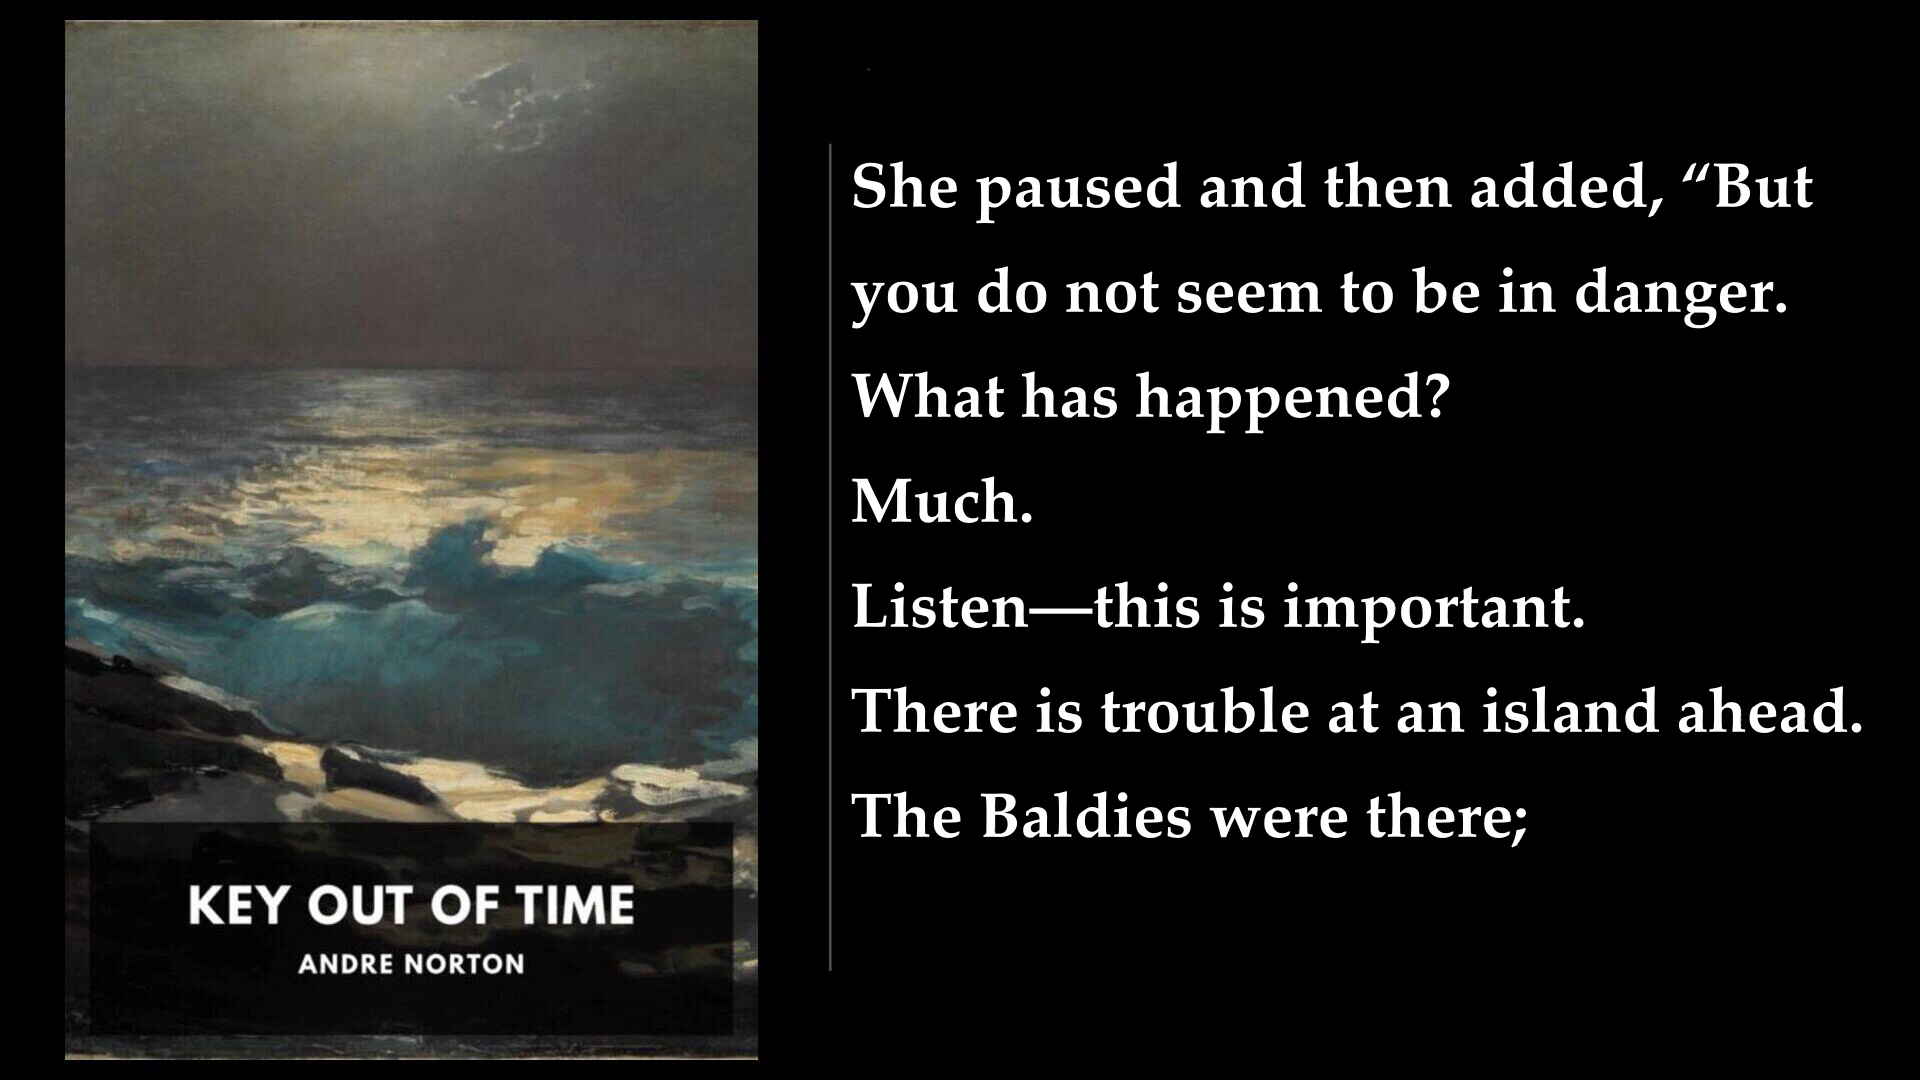 KEY OUT OF TIME
ANDRE NORTON
She paused and then added, “But
you do not seem to be in danger.
What has happened?
Much.
Listen—this is important.
There is trouble at an island ahead.
The Baldies were there;